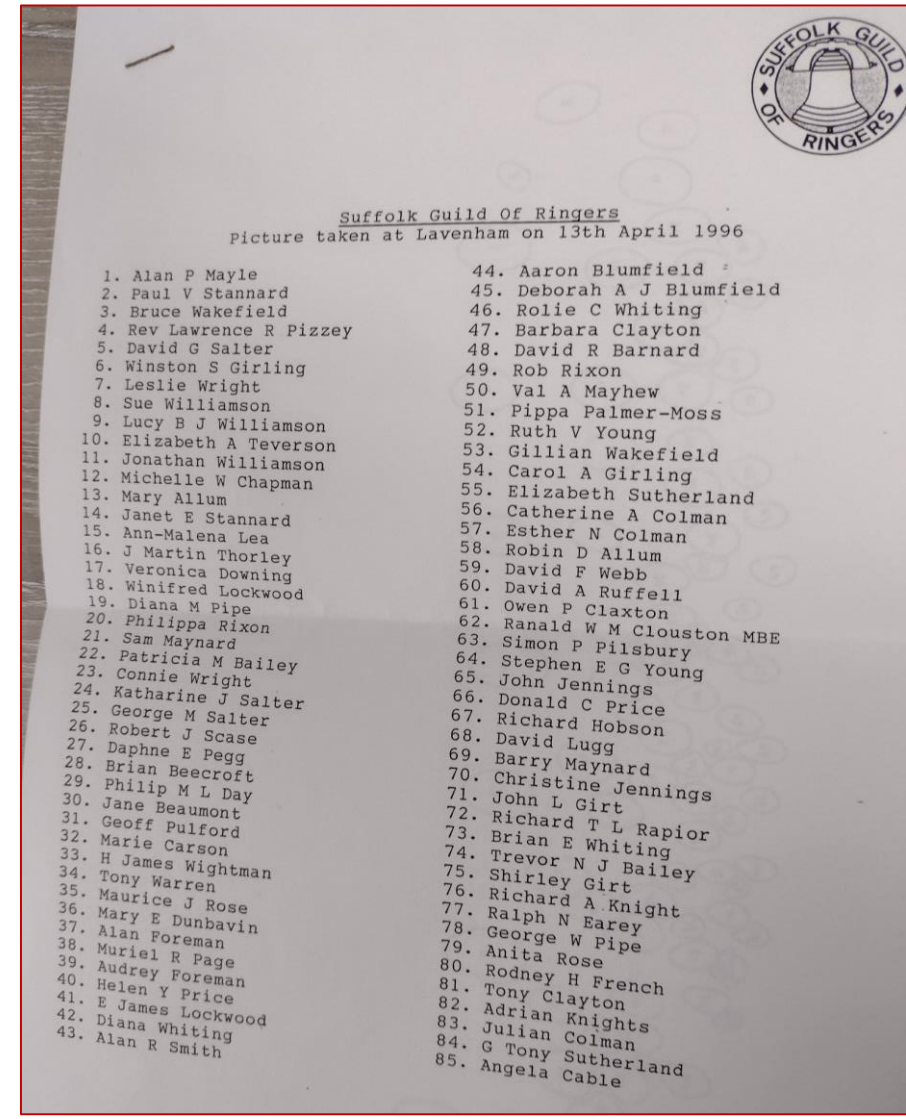 SUFFOLK GUILD
OF RINGERS
Suffolk Guild Of Ringers
Picture taken at Lavenham on 13th April 1996
1. Alan P Mayle
2. Paul V Stannard
3. Bruce Wakefield
4. Rev Lawrence R Pizzey
5. David G Salter
6. Winston S Girling
7. Leslie Wright
8. Sue Williamson
9. Lucy B J Williamson
10. Elizabeth A Teverson
11. Jonathan Williamson
12. Michelle W Chapman
13. Mary Allum
14. Janet E Stannard
15. Ann-Malena Lea
16. J Martin Thorley
17. Veronica Downing
18. Winifred Lockwood
19. Diana M Pipe
20. Philippa Rixon
21. Sam Maynard
22. Patricia M Bailey
23. Connie Wright
24. Katharine J Salter
25. George M Salter
26. Robert J Scase
27. Daphne E Pegg
28. Brian Beecroft
29. Philip M L Day
30. Jane Beaumont
31. Geoff Pulford
32. Marie Carson
33. H James Wightman
34. Tony Warren
35. Maurice J Rose
36. Mary E Dunbavin
37. Alan Foreman
38. Muriel R Page
39. Audrey Foreman
40. Helen Y Price
41. E James Lockwood
42. Diana Whiting
43. Alan R Smith
44. Aaron Blumfield
45. Deborah A J Blumfield
46. Rolie C Whiting
47. Barbara Clayton
48. David R Barnard
49. Rob Rixon
50. Val A Mayhew
51. Pippa Palmer-Moss
52. Ruth V Young
53. Gillian Wakefield
54. Carol A Girling
55. Elizabeth Sutherland
56. Catherine A Colman
57. Esther N Colman
58. Robin D Allum
59. David F Webb
60. David A Ruffell
61. Owen P Claxton
62. Ranald W M Clouston MBE
63. Simon P Pilsbury
64. Stephen E G Young
65. John Jennings
66. Donald C Price
67. Richard Hobson
68. David Lugg
69. Barry Maynard
70. Christine Jennings
71. John L Girt
72. Richard T L Rapior
73. Brian E Whiting
74. Trevor N J Bailey
75. Shirley Girt
76. Richard A Knight
77. Ralph N Earey
78. George W Pipe
79. Anita Rose
80. Rodney H French
81. Tony Clayton
82. Adrian Knights
83. Julian Colman
84. G Tony Sutherland
85. Angela Cable